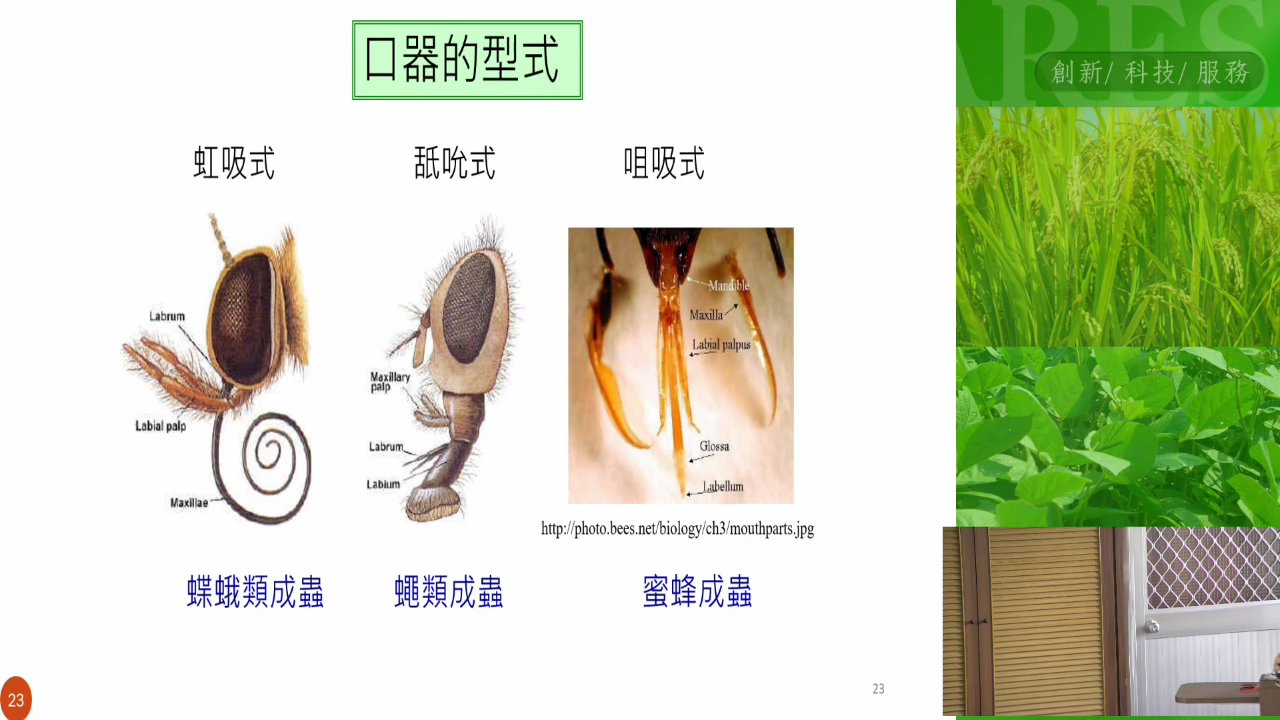 口器的型式
創新/ 科技/ 服務
虹吸式
舐吮式
咀吸式
Labrum
Labial palp
Maxillae
Maxillary
palp
Labrum
Labium
Mandible
Maxilla
Labial palpus
Glossa
Labellum
http://photo.bees.net/biology/ch3/mouthparts.jpg
蝶蛾類成蟲
蠅類成蟲
蜜蜂成蟲
23
23